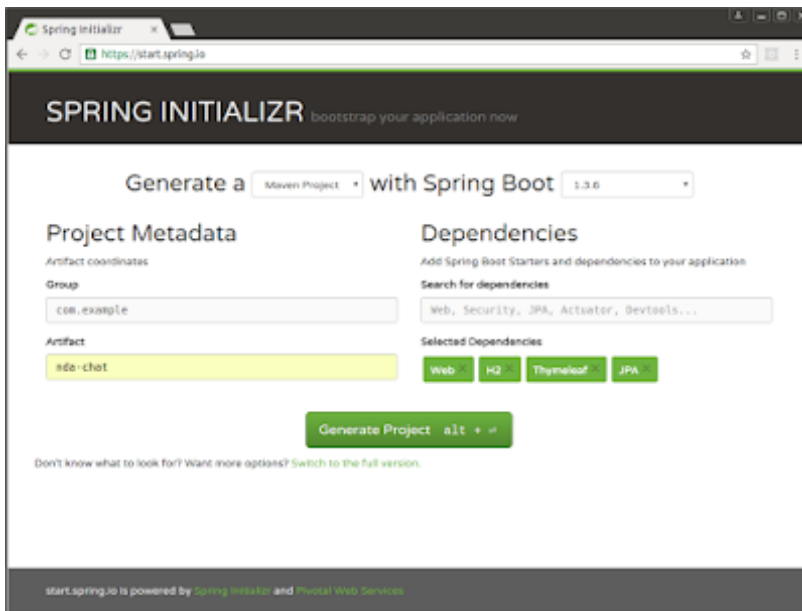 Spring Initializr
https://start.spring.io
SPRING INITIALIZR bootstrap your application now
Generate a Maven Project with Spring Boot 1.3.6
Project Metadata
Artifact coordinates
Group
com.example
Artifact
nda-chat
Dependencies
Add Spring Boot Starters and dependencies to your application
Search for dependencies
Web, Security, JPA, Actuator, Devtools...
Selected Dependencies
Web × H2 × Thymeleaf × JPA ×
Generate Project alt + ⏎
Don't know what to look for? Want more options? Switch to the full version.
start.spring.io is powered by Spring Initializr and Pivotal Web Services